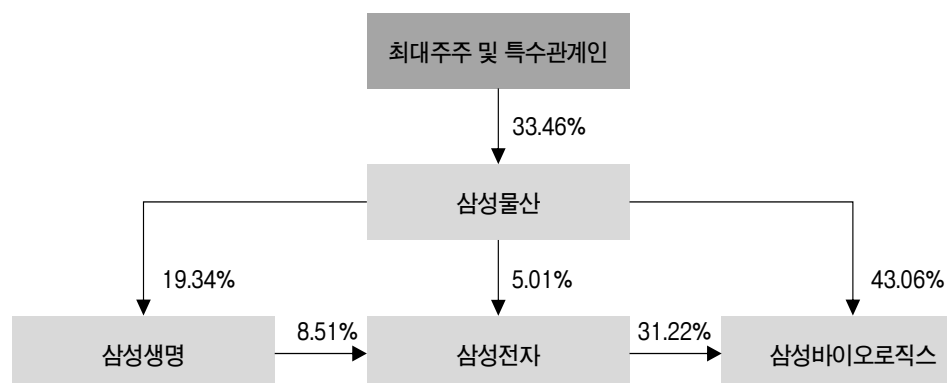 최대주주 및 특수관계인
33.46%
삼성물산
19.34%
5.01%
43.06%
8.51%
31.22%
삼성생명
삼성전자
삼성바이오로직스